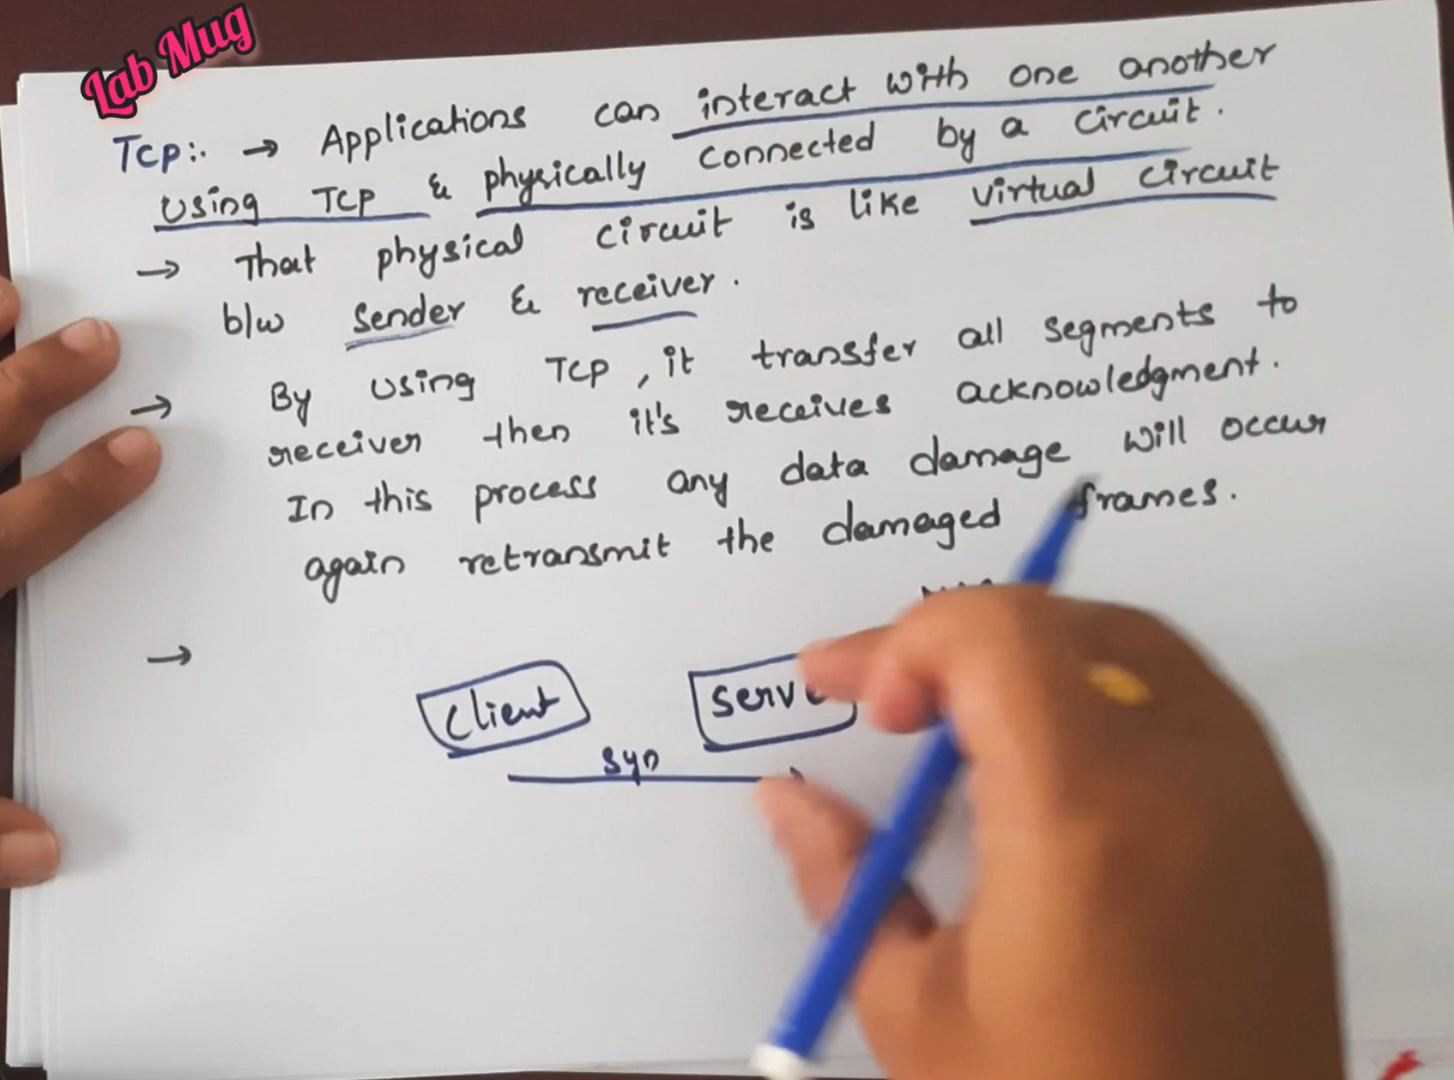 Lab Mug
Tcp:. → Applications can interact with one another
using TCP & physically connected by a circuit.
→ That physical circuit is like virtual circuit
b/w sender & receiver.
→ By using TCP, it transfer all segments to
receiver then it's receives acknowledgment.
In this process any data damage will occur
again retransmit the damaged frames.
→
client serve
syn